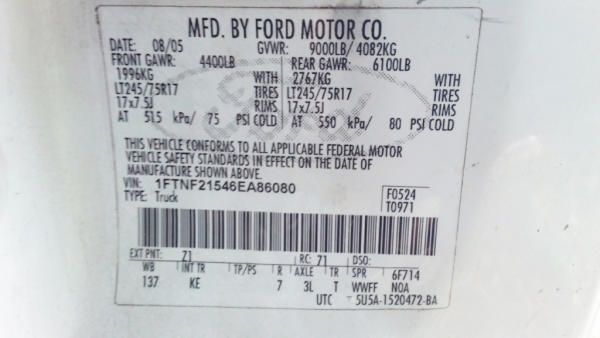 MFD. BY FORD MOTOR CO.
DATE: 08/05 GVWR: 9000LB/ 4082KG
FRONT GAWR: 4400LB REAR GAWR: 6100LB
1996KG WITH 2767KG WITH
LT245/75R17 TIRES LT245/75R17 TIRES
17x7.5J RIMS 17x7.5J RIMS
AT 515 kPa/ 75 PSI COLD AT 550 kPa/ 80 PSI COLD
THIS VEHICLE CONFORMS TO ALL APPLICABLE FEDERAL MOTOR
VEHICLE SAFETY STANDARDS IN EFFECT ON THE DATE OF
MANUFACTURE SHOWN ABOVE.
VIN: 1FTNF21546EA86080 F0524
TYPE: Truck T0971
EXT PNT: Z1 RC: 71 DSO:
WB INT TR TP/PS R AXLE TR SPR 6F714
137 KE 7 3L T WWFF NOA
UTC 5U5A-1520472-BA
Ford